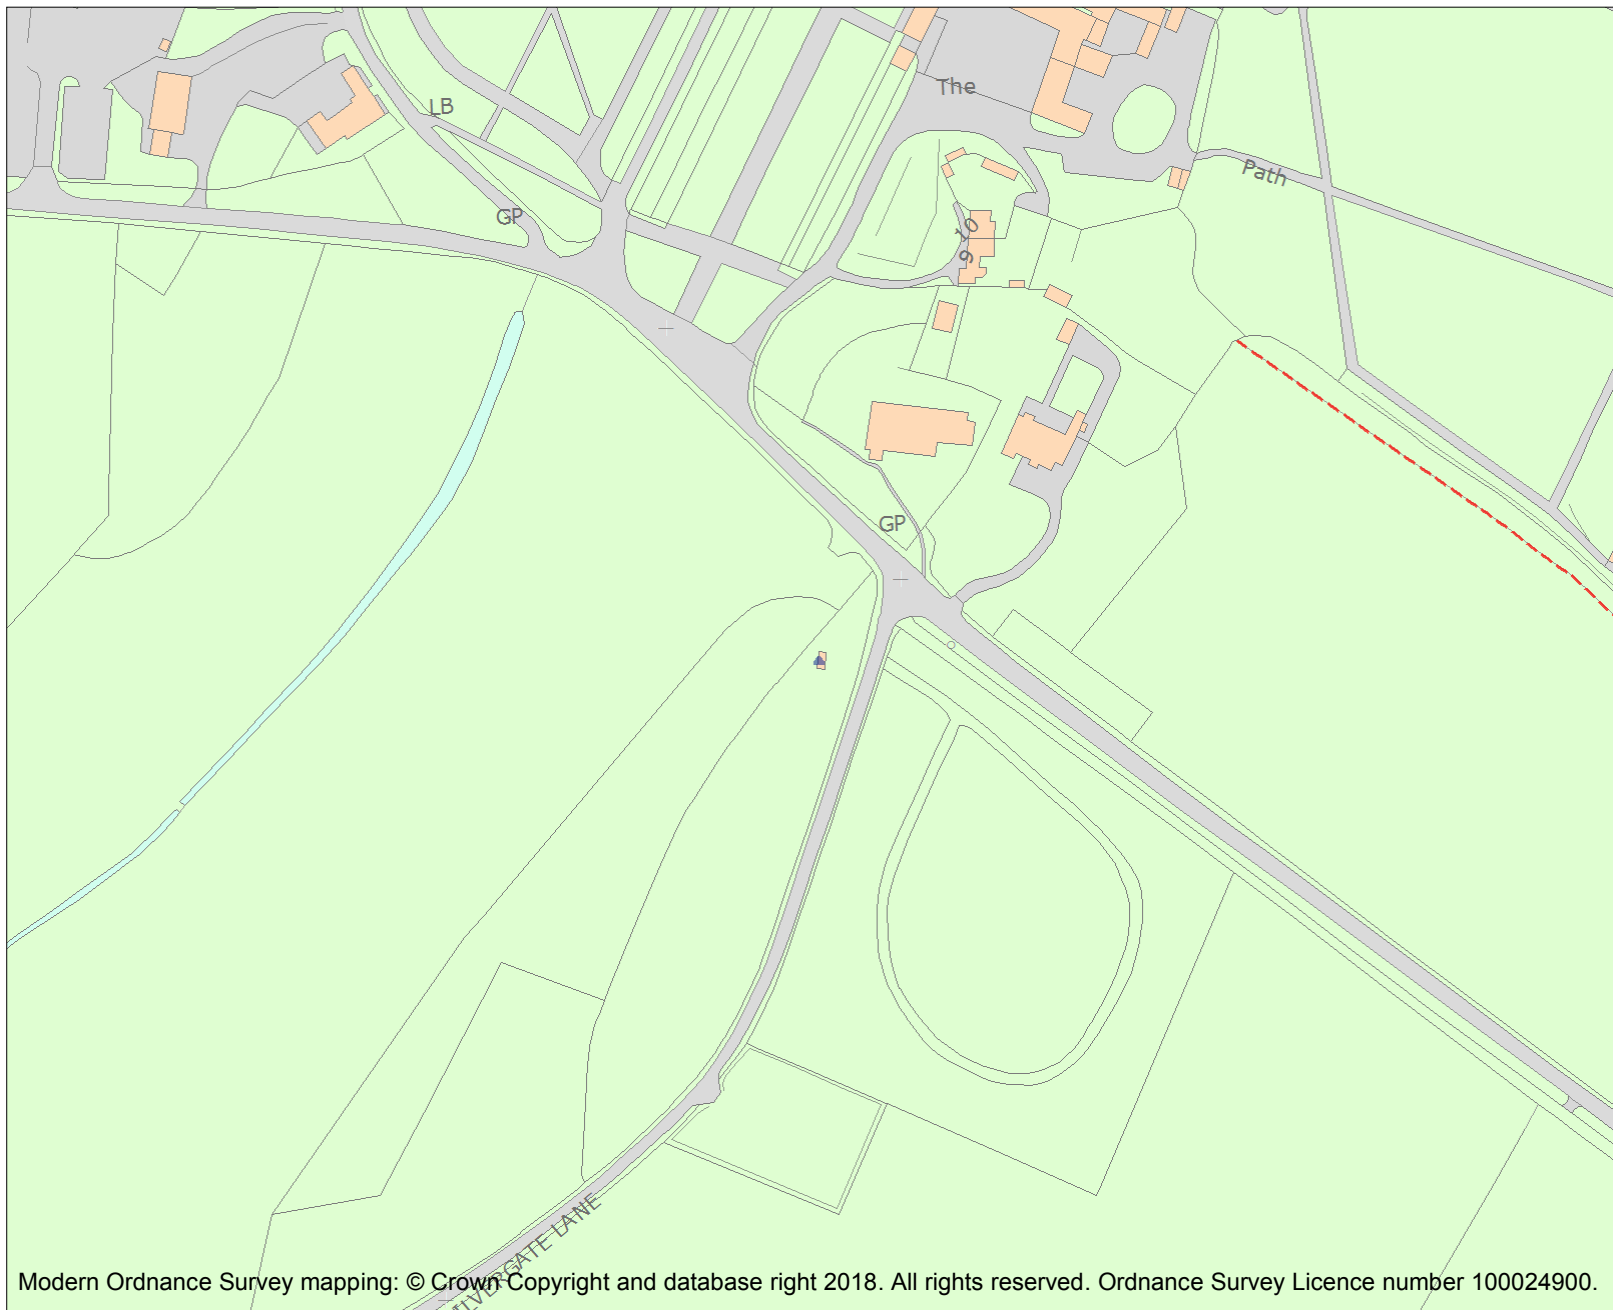 The
LB
Path
GP
10
9
GP
SILVERGATE LANE
Modern Ordnance Survey mapping: © Crown Copyright and database right 2018. All rights reserved. Ordnance Survey Licence number 100024900.